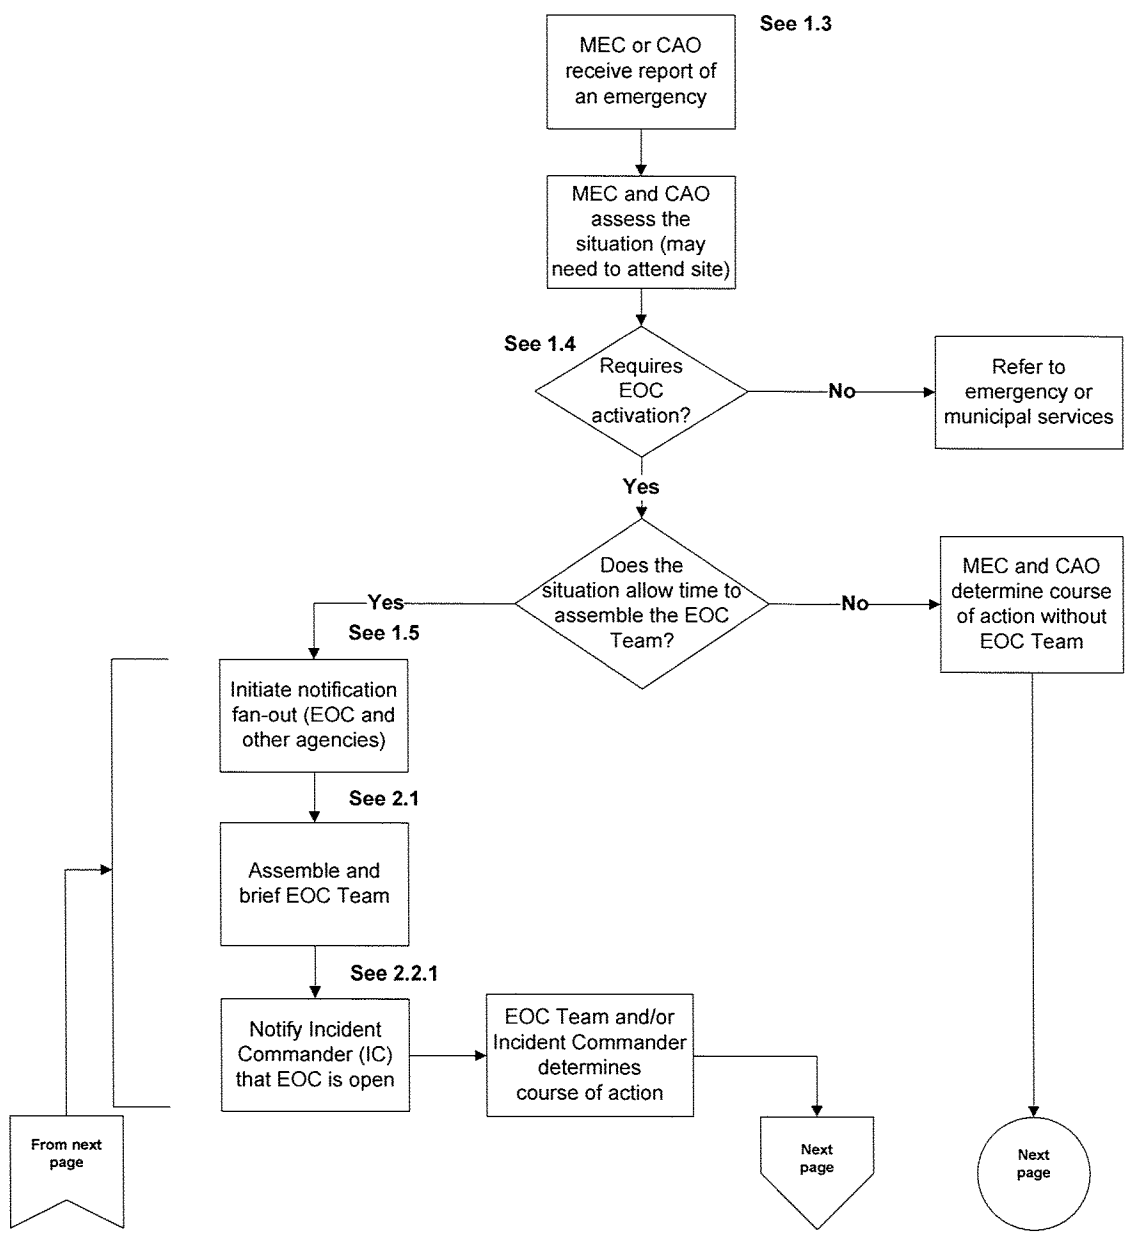 See 1.3
MEC or CAO
receive report of
an emergency
MEC and CAO
assess the
situation (may
need to attend site)
See 1.4
Requires
EOC
activation?
No
Refer to
emergency or
municipal services
Yes
Does the
situation allow time to
assemble the EOC
Team?
No
MEC and CAO
determine course
of action without
EOC Team
Yes
See 1.5
Initiate notification
fan-out (EOC and
other agencies)
See 2.1
Assemble and
brief EOC Team
See 2.2.1
Notify Incident
Commander (IC)
that EOC is open
EOC Team and/or
Incident Commander
determines
course of action
From next
page
Next
page
Next
page